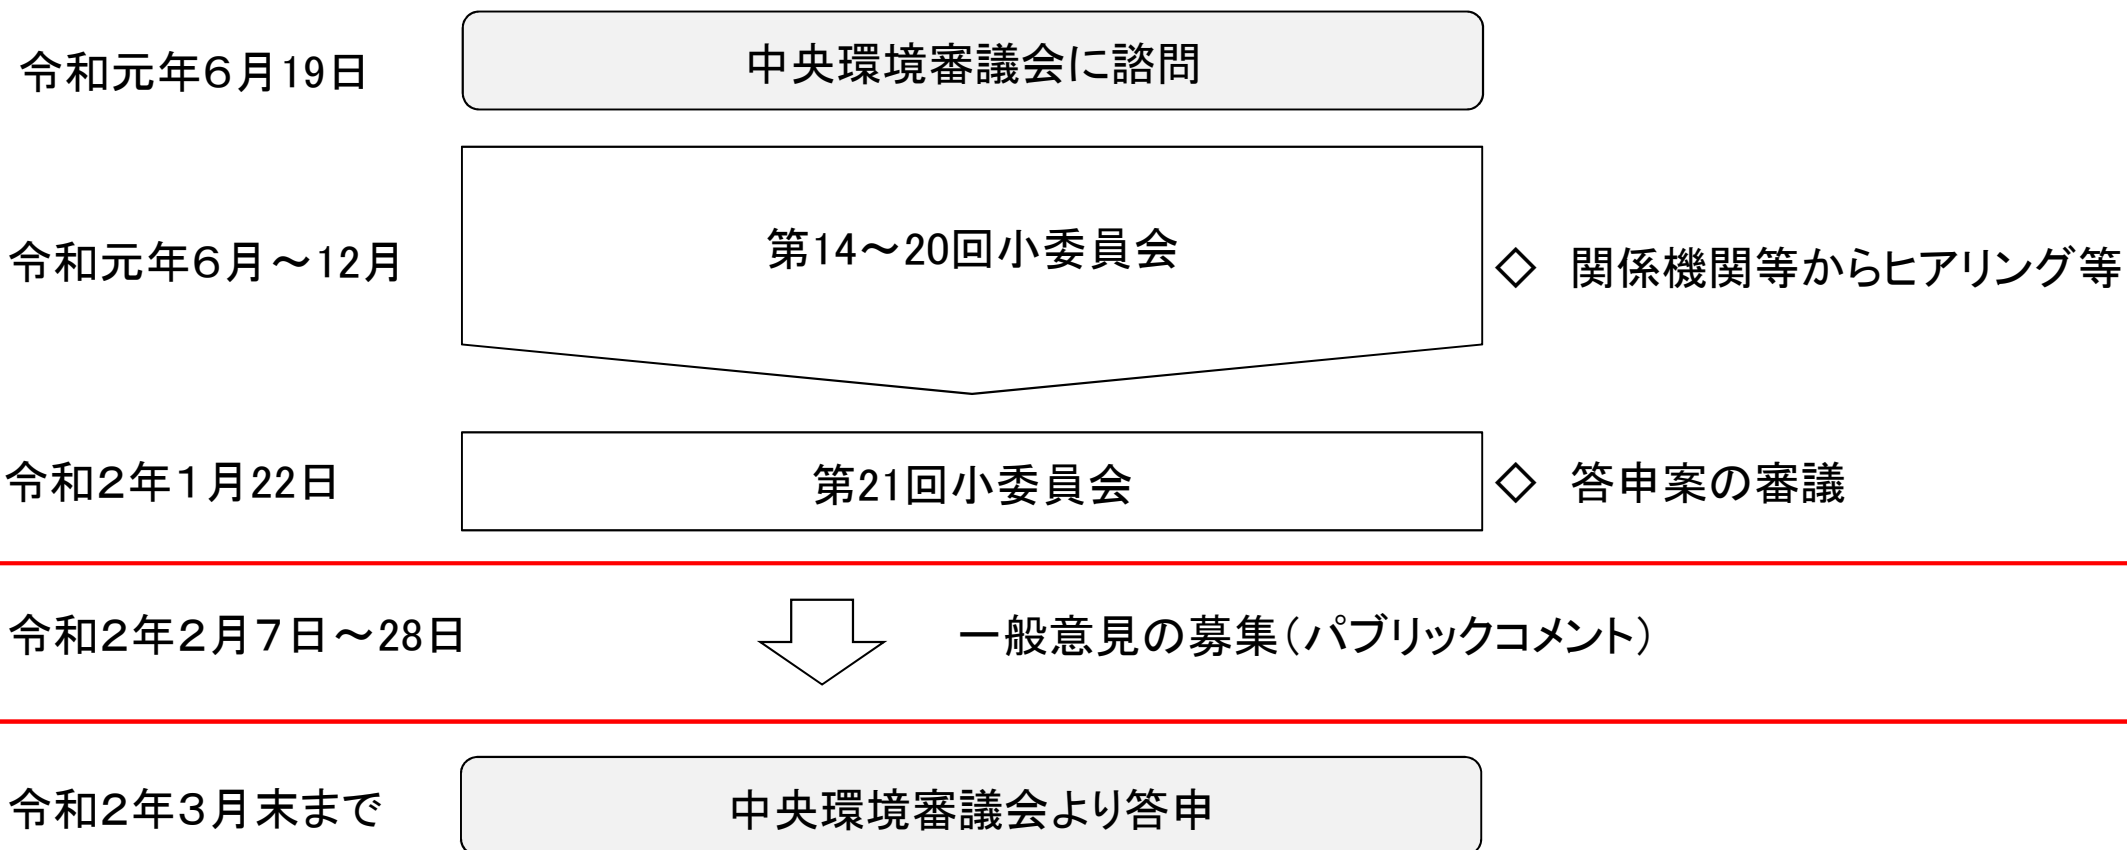 令和元年６月19日
中央環境審議会に諮問
令和元年６月～12月
第14～20回小委員会
◇ 関係機関等からヒアリング等
令和２年１月22日
第21回小委員会
◇ 答申案の審議
令和２年２月７日～28日
一般意見の募集（パブリックコメント）
令和２年３月末まで
中央環境審議会より答申